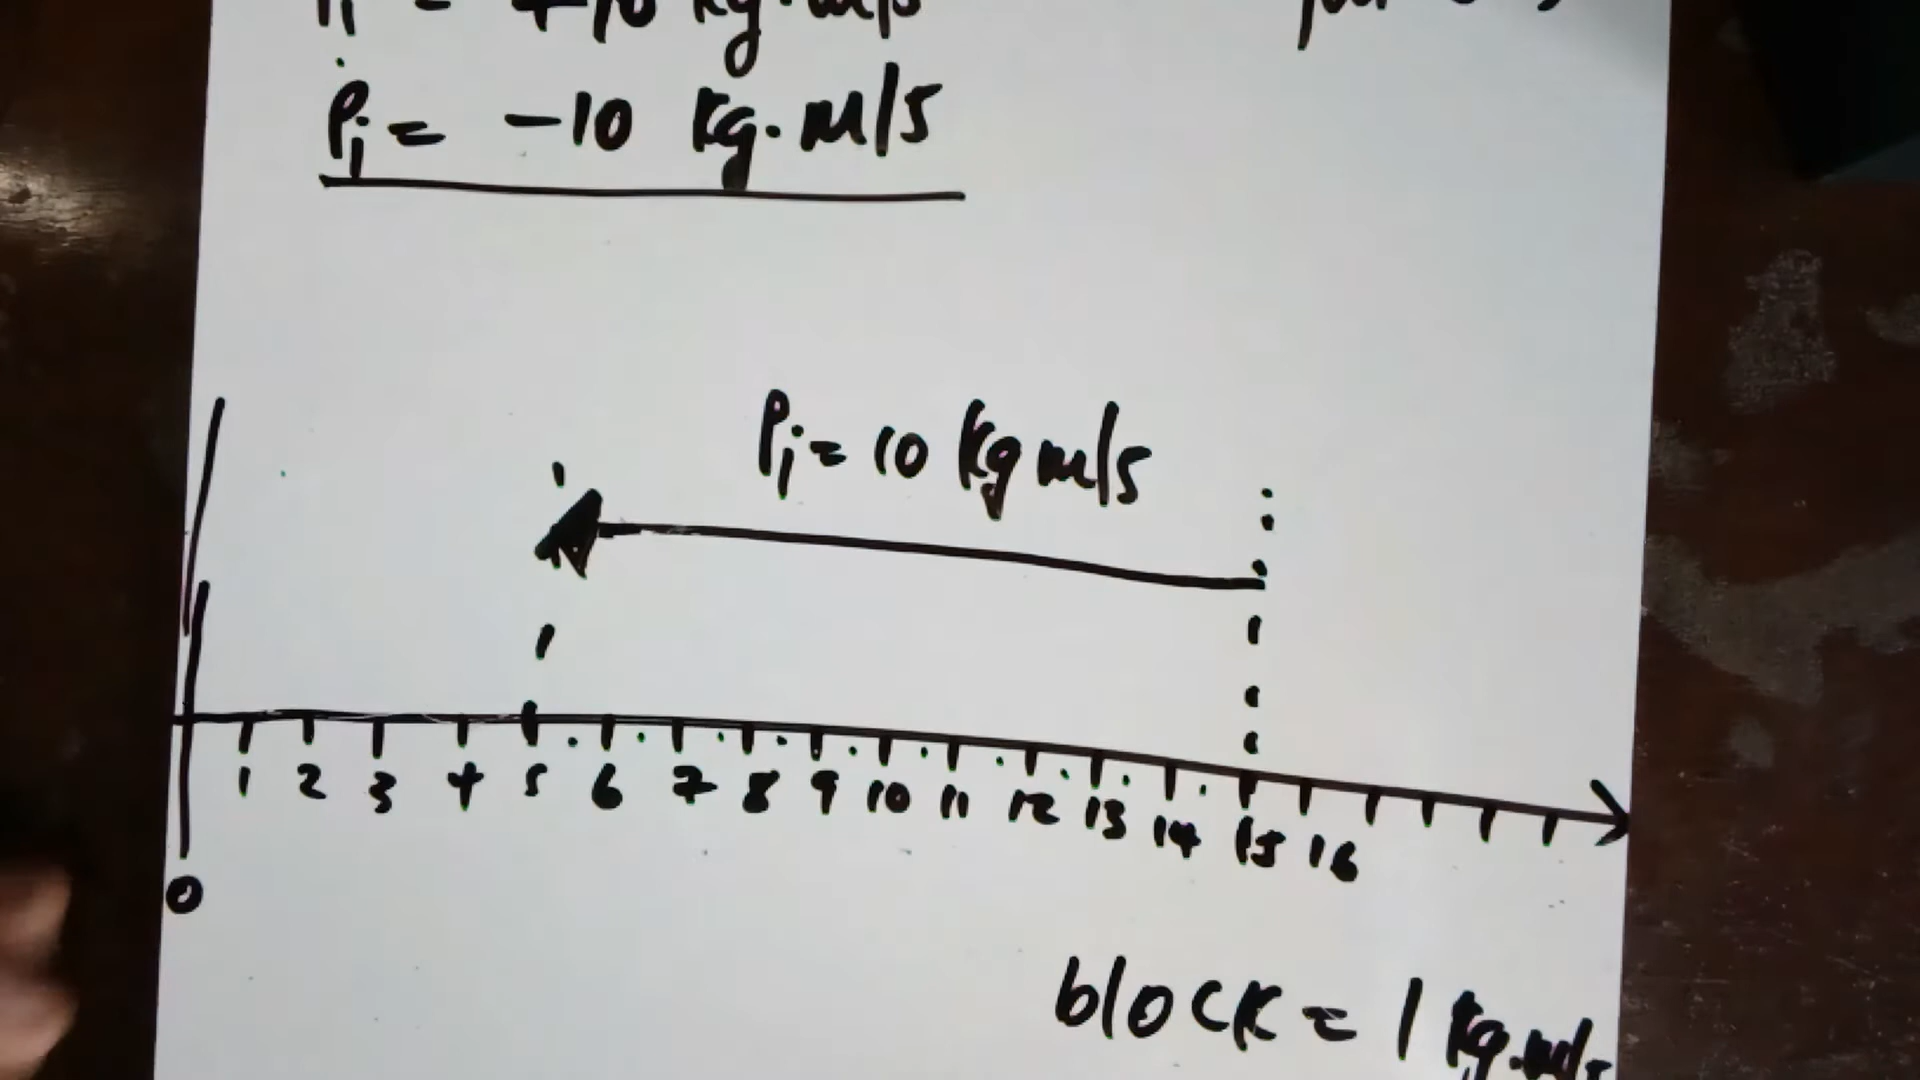 Pi = -10 kg.m/s
Pi = 10 kg m/s
1 2 3 4 5 6 7 8 9 10 11 12 13 14 15 16
0
block = 1 kg.m/s